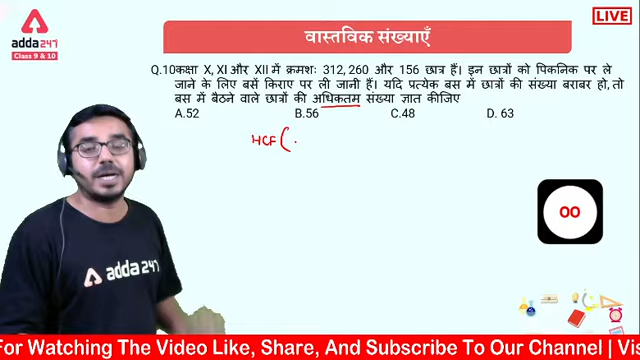 adda247
Class 9 & 10
वास्तविक संख्याएँ
LIVE
Q.10कक्षा X, XI और XII में क्रमशः 312, 260 और 156 छात्र हैं। इन छात्रों को पिकनिक पर ले
जाने के लिए बसें किराए पर ली जानी हैं। यदि प्रत्येक बस में छात्रों की संख्या बराबर हो, तो
बस में बैठने वाले छात्रों की अधिकतम संख्या ज्ञात कीजिए
A.52 B.56 C.48 D. 63
HCF (
00
adda247
For Watching The Video Like, Share, And Subscribe To Our Channel | Vis